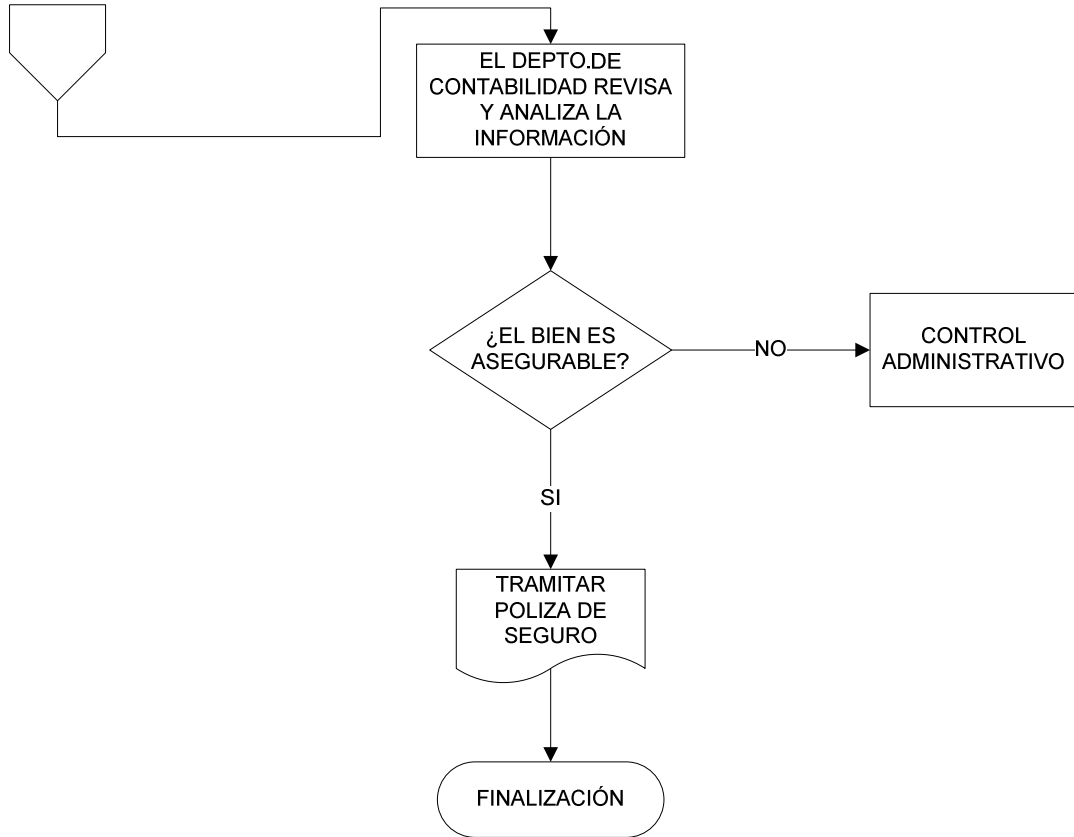 EL DEPTO.DE
CONTABILIDAD REVISA
Y ANALIZA LA
INFORMACIÓN
¿EL BIEN ES
ASEGURABLE?
NO
CONTROL
ADMINISTRATIVO
SI
TRAMITAR
POLIZA DE
SEGURO
FINALIZACIÓN